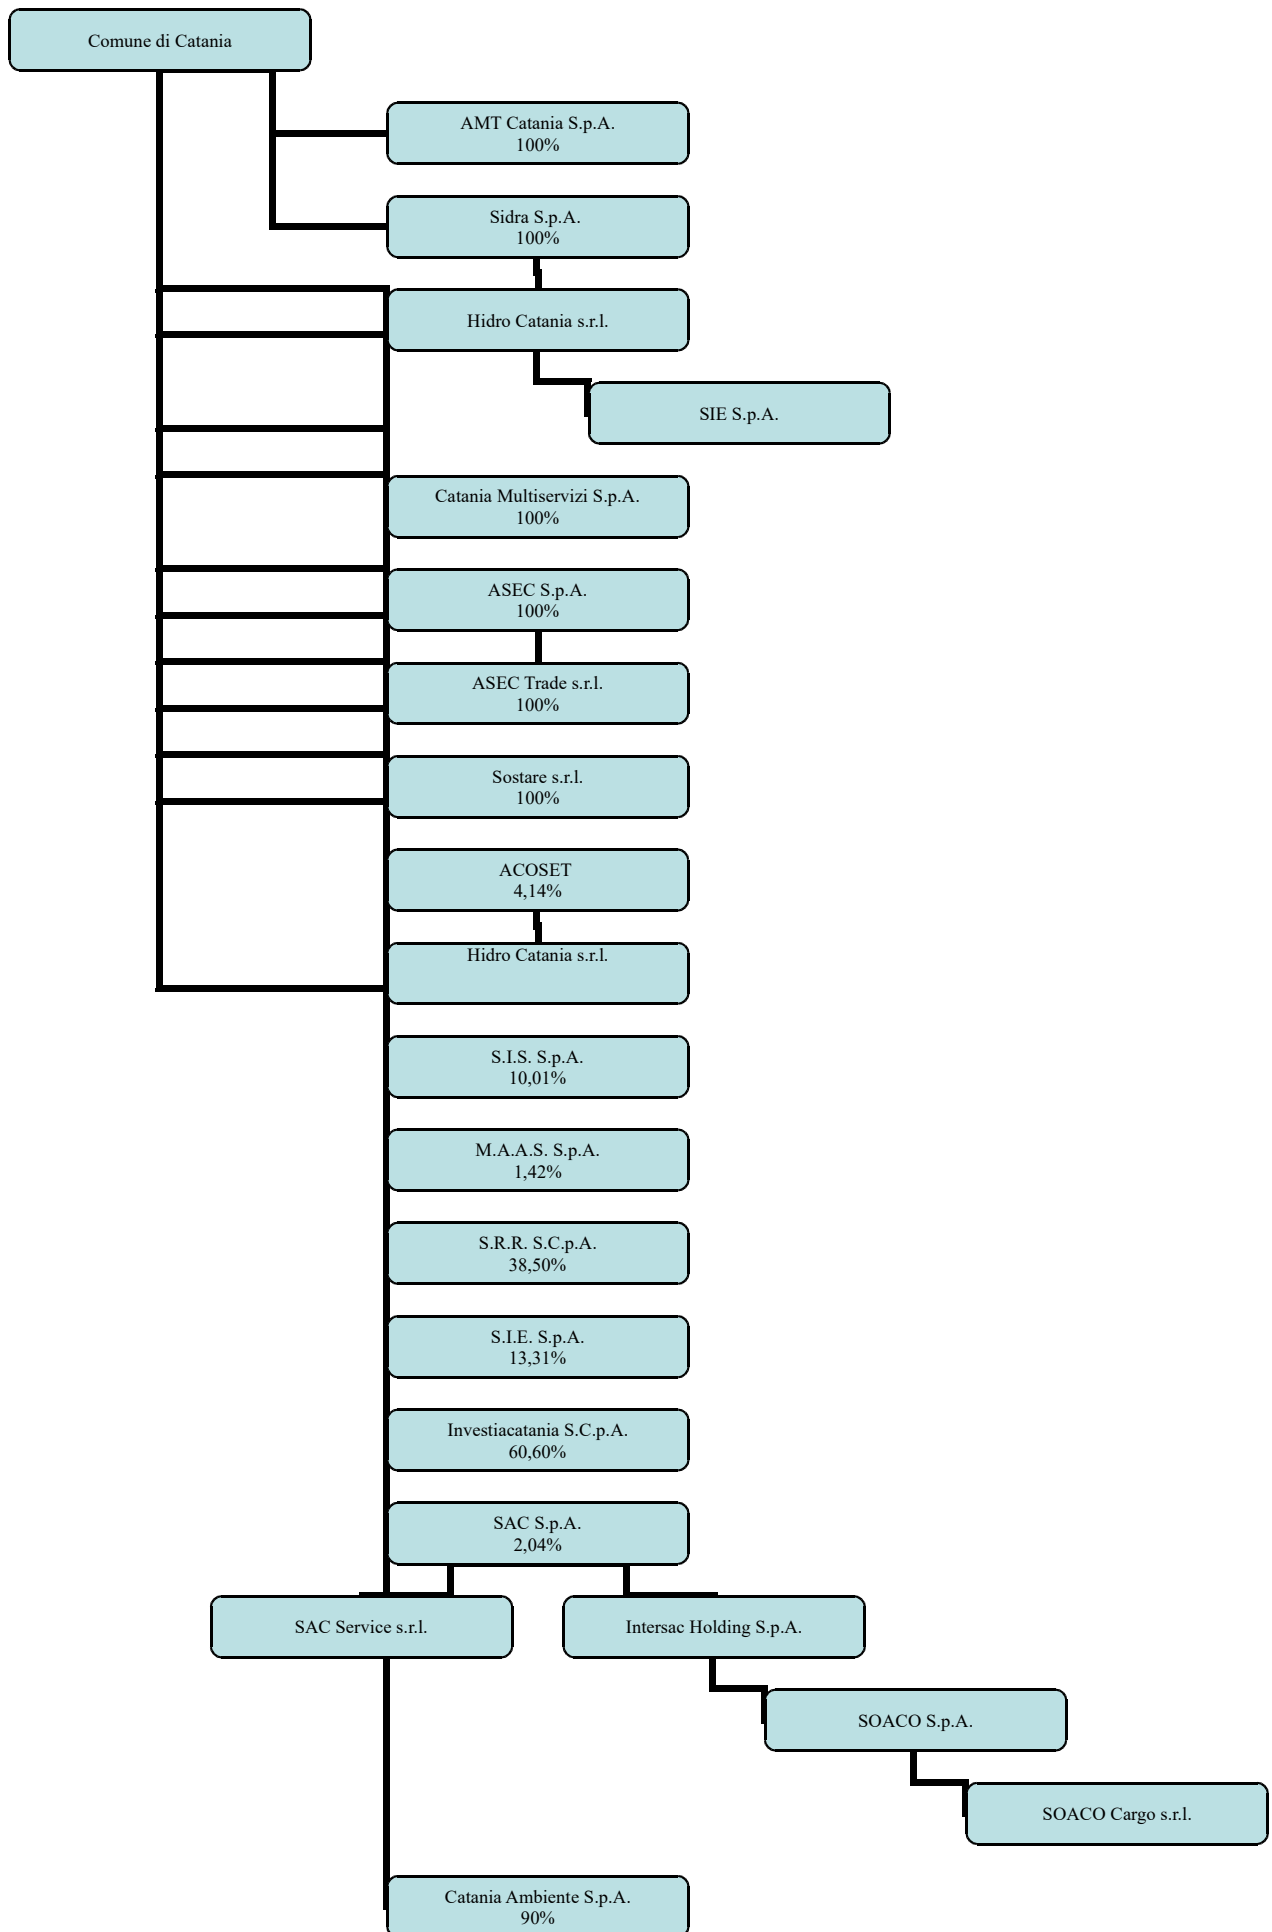 Comune di Catania
AMT Catania S.p.A.
100%
Sidra S.p.A.
100%
Hidro Catania s.r.l.
SIE S.p.A.
Catania Multiservizi S.p.A.
100%
ASEC S.p.A.
100%
ASEC Trade s.r.l.
100%
Sostare s.r.l.
100%
ACOSET
4,14%
Hidro Catania s.r.l.
S.I.S. S.p.A.
10,01%
M.A.A.S. S.p.A.
1,42%
S.R.R. S.C.p.A.
38,50%
S.I.E. S.p.A.
13,31%
Investiacatania S.C.p.A.
60,60%
SAC S.p.A.
2,04%
SAC Service s.r.l.
Intersac Holding S.p.A.
SOACO S.p.A.
SOACO Cargo s.r.l.
Catania Ambiente S.p.A.
90%